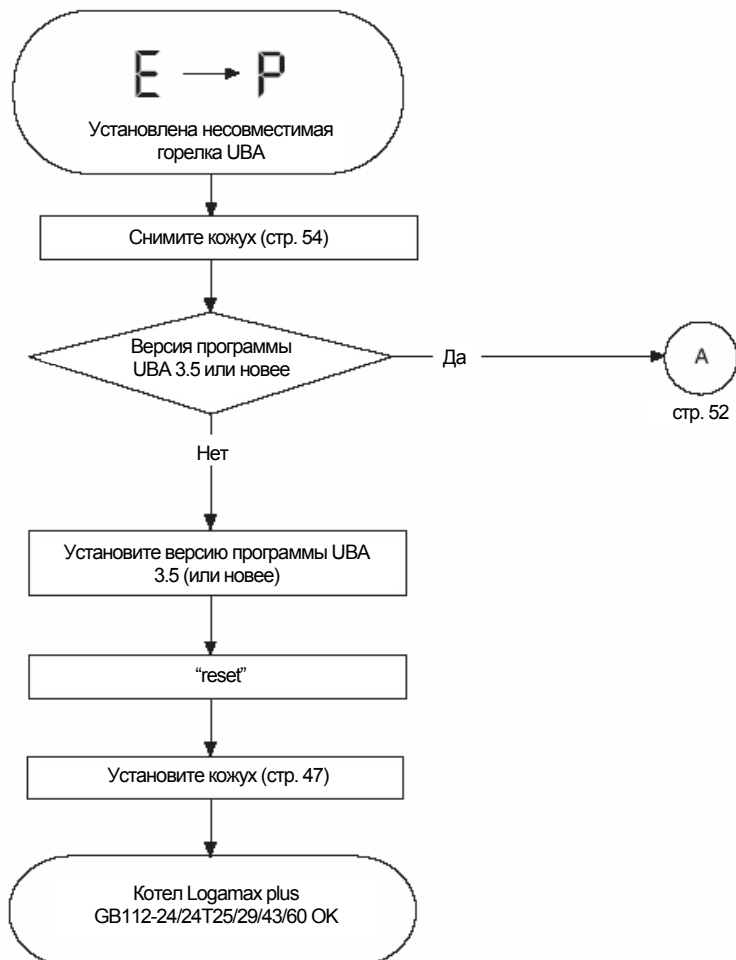 E → P
Установлена несовместимая
горелка UBA
Снимите кожух (стр. 54)
Версия программы
UBA 3.5 или новее
Да
A
стр. 52
Нет
Установите версию программы UBA
3.5 (или новее)
“reset”
Установите кожух (стр. 47)
Котел Logamax plus
GB112-24/24T25/29/43/60 OK